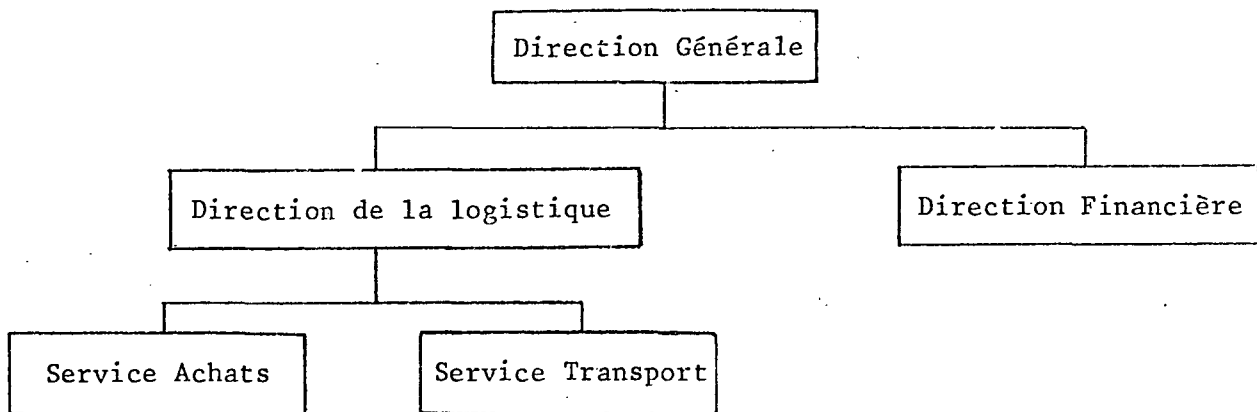 Direction Générale
Direction de la logistique
Direction Financière
Service Achats
Service Transport